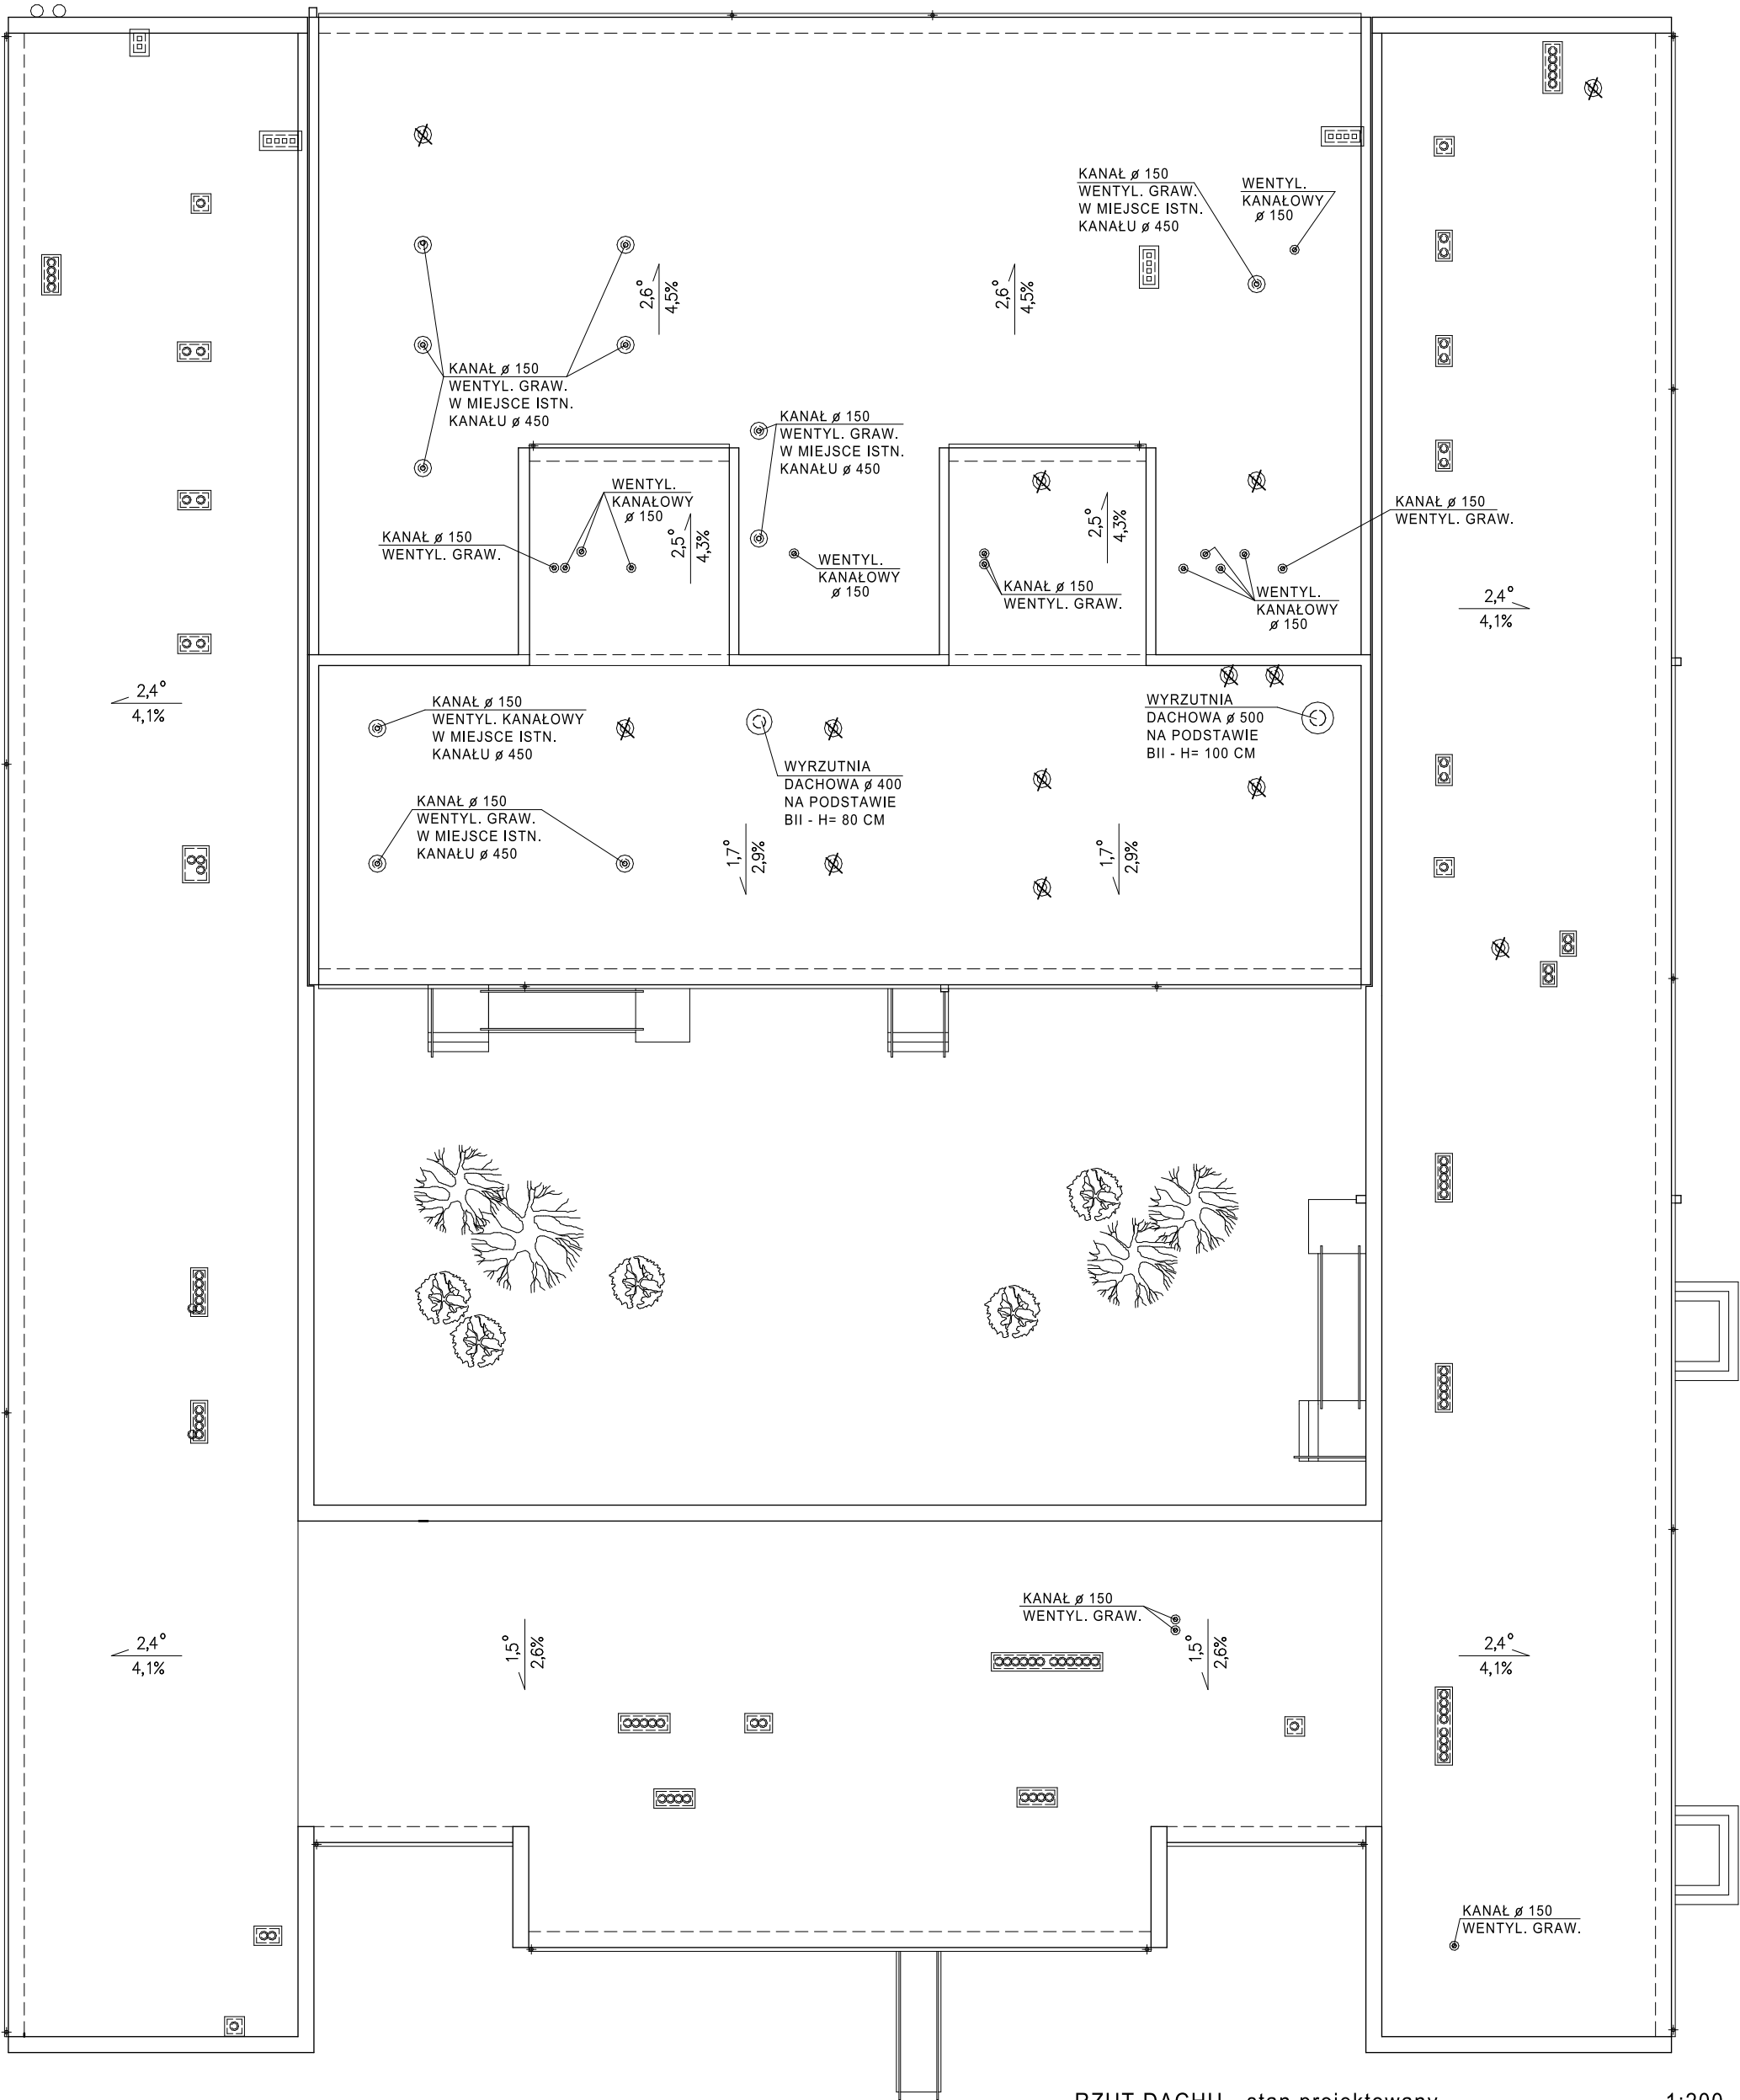 KANAŁ ø 150
WENTYL. GRAW.
W MIEJSCE ISTN.
KANAŁU ø 450
WENTYL.
KANAŁOWY
ø 150
2,6°
4,5%
2,6°
4,5%
KANAŁ ø 150
WENTYL. GRAW.
W MIEJSCE ISTN.
KANAŁU ø 450
KANAŁ ø 150
WENTYL. GRAW.
W MIEJSCE ISTN.
KANAŁU ø 450
WENTYL.
KANAŁOWY
ø 150
KANAŁ ø 150
WENTYL. GRAW.
2,5°
4,3%
WENTYL.
KANAŁOWY
ø 150
2,5°
4,3%
KANAŁ ø 150
WENTYL. GRAW.
KANAŁ ø 150
WENTYL. GRAW.
WENTYL.
KANAŁOWY
ø 150
2,4°
4,1%
2,4°
4,1%
KANAŁ ø 150
WENTYL. KANAŁOWY
W MIEJSCE ISTN.
KANAŁU ø 450
WYRZUTNIA
DACHOWA ø 500
NA PODSTAWIE
BII - H= 100 CM
WYRZUTNIA
DACHOWA ø 400
NA PODSTAWIE
BII - H= 80 CM
KANAŁ ø 150
WENTYL. GRAW.
W MIEJSCE ISTN.
KANAŁU ø 450
1,7°
2,9%
1,7°
2,9%
KANAŁ ø 150
WENTYL. GRAW.
2,4°
4,1%
1,5°
2,6%
1,5°
2,6%
2,4°
4,1%
KANAŁ ø 150
WENTYL. GRAW.
RZUT DACHU - stan projektowany 1:200